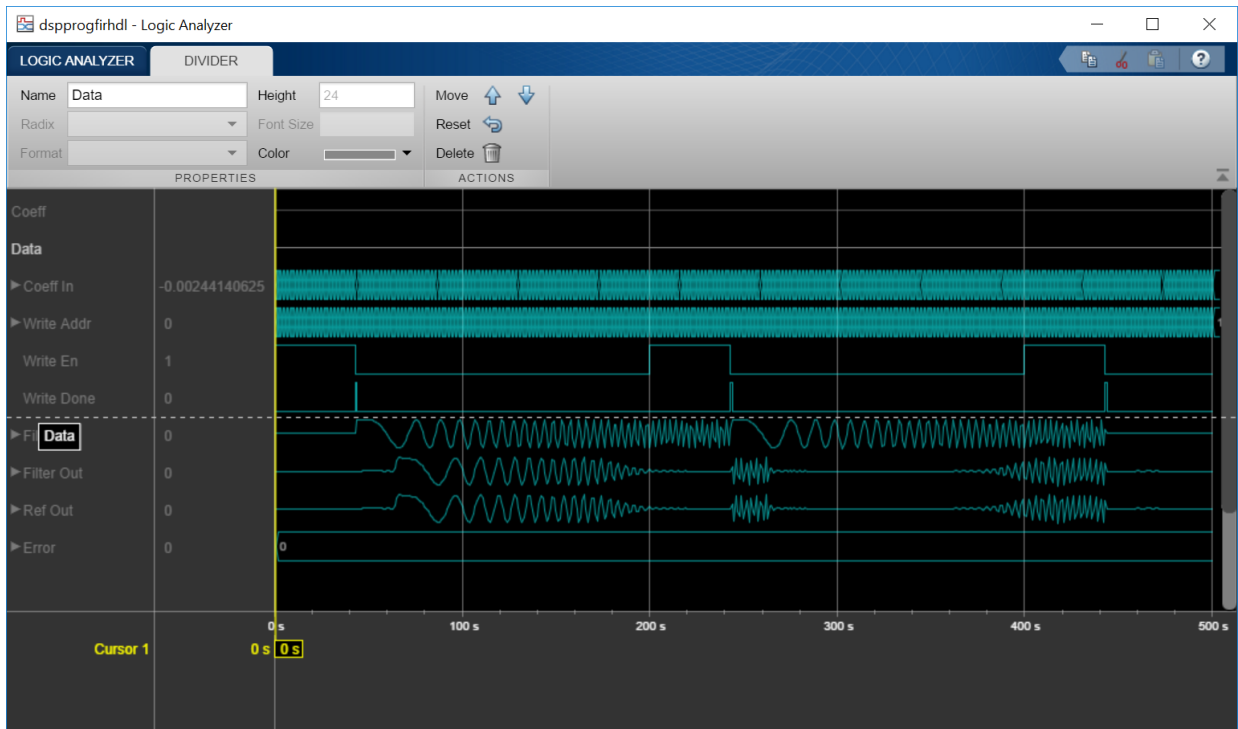 dspprogfirhdl - Logic Analyzer
LOGIC ANALYZER DIVIDER
Name Data Height 24 Move
Radix Font Size Reset
Format Color Delete
PROPERTIES ACTIONS
Coeff
Data
Coeff In -0.00244140625
Write Addr 0
Write En 1
Write Done 0
Fil Data 0
Filter Out 0
Ref Out 0
Error 0 0
0 s 100 s 200 s 300 s 400 s 500 s
Cursor 1 0 s 0 s